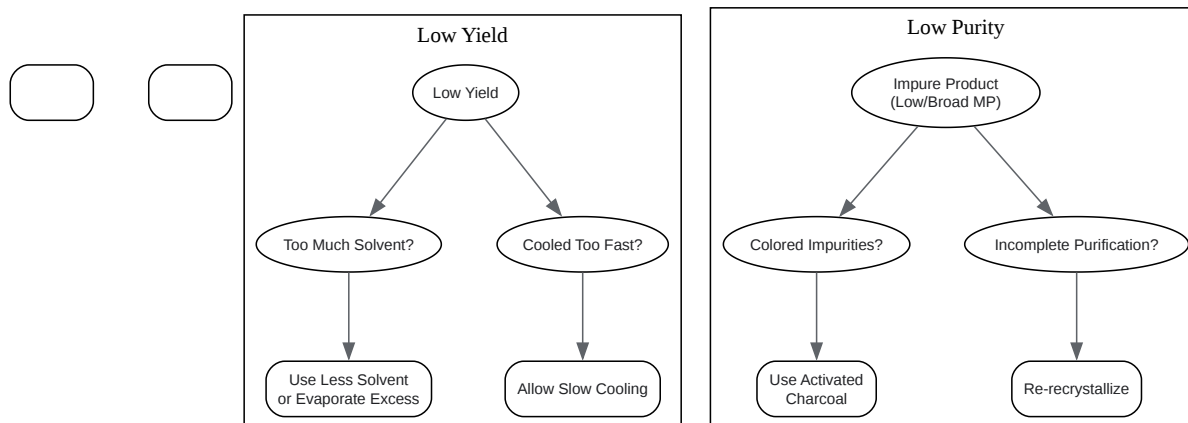 Low Yield
Low Yield
Too Much Solvent?
Cooled Too Fast?
Use Less Solvent
or Evaporate Excess
Allow Slow Cooling
Low Purity
Impure Product
(Low/Broad MP)
Colored Impurities?
Incomplete Purification?
Use Activated
Charcoal
Re-recrystallize